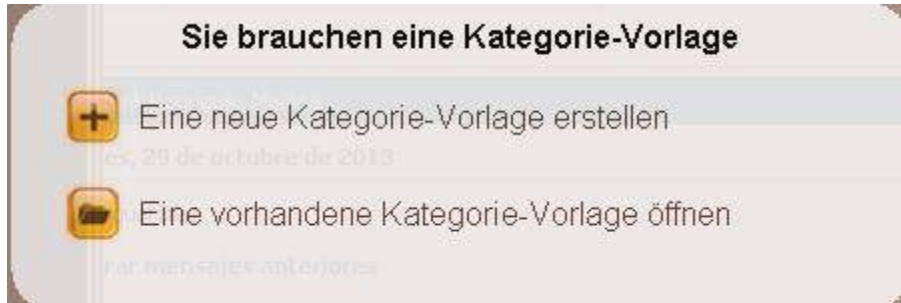 Sie brauchen eine Kategorie-Vorlage
Eine neue Kategorie-Vorlage erstellen
es, 29 de octubre de 2013
Eine vorhandene Kategorie-Vorlage öffnen
rar mensajes anteriores